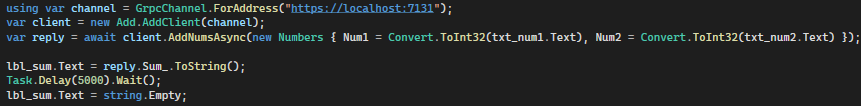 using var channel = GrpcChannel.ForAddress("https://localhost:7131");
var client = new Add.AddClient(channel);
var reply = await client.AddNumsAsync(new Numbers { Num1 = Convert.ToInt32(txt_num1.Text), Num2 = Convert.ToInt32(txt_num2.Text) });
lbl_sum.Text = reply.Sum_.ToString();
Task.Delay(5000).Wait();
lbl_sum.Text = string.Empty;